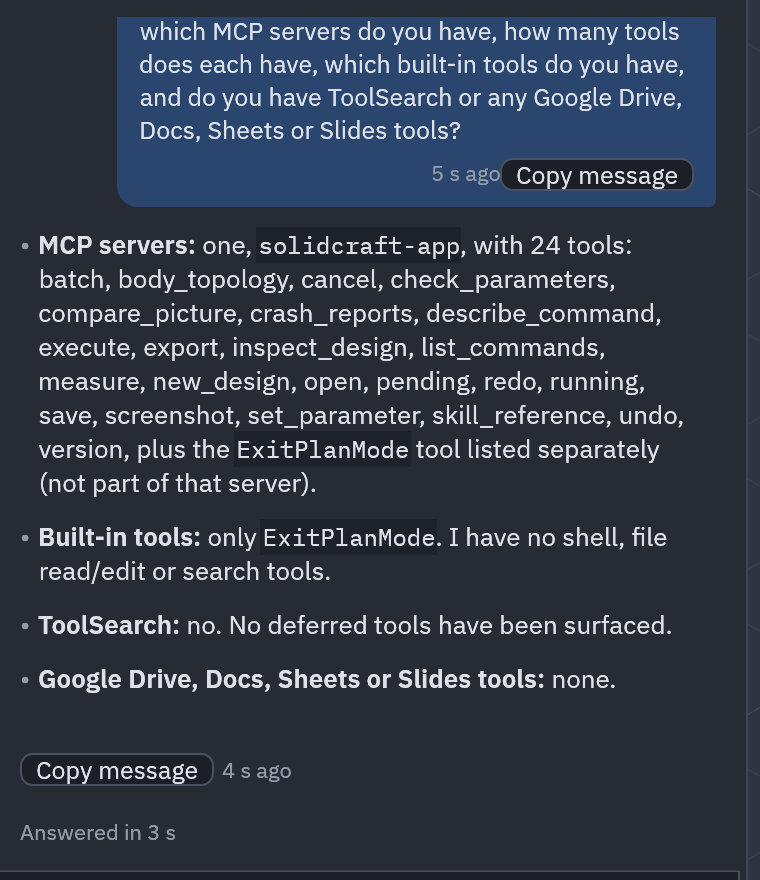 which MCP servers do you have, how many tools
does each have, which built-in tools do you have,
and do you have ToolSearch or any Google Drive,
Docs, Sheets or Slides tools?
5 s ago Copy message
• MCP servers: one, solidcraft-app, with 24 tools:
batch, body_topology, cancel, check_parameters,
compare_picture, crash_reports, describe_command,
execute, export, inspect_design, list_commands,
measure, new_design, open, pending, redo, running,
save, screenshot, set_parameter, skill_reference, undo,
version, plus the ExitPlanMode tool listed separately
(not part of that server).
• Built-in tools: only ExitPlanMode. I have no shell, file
read/edit or search tools.
• ToolSearch: no. No deferred tools have been surfaced.
• Google Drive, Docs, Sheets or Slides tools: none.
Copy message 4 s ago
Answered in 3 s